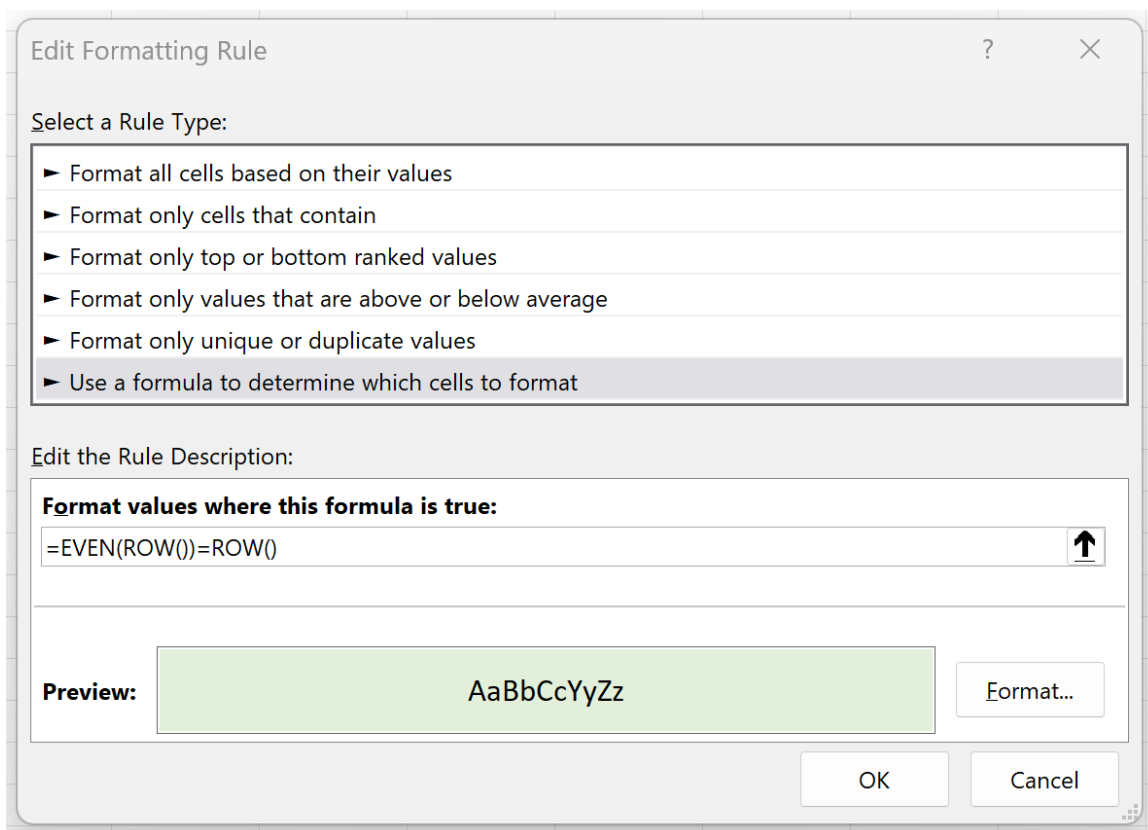 Edit Formatting Rule ?
Select a Rule Type:
► Format all cells based on their values
► Format only cells that contain
► Format only top or bottom ranked values
► Format only values that are above or below average
► Format only unique or duplicate values
► Use a formula to determine which cells to format
Edit the Rule Description:
Format values where this formula is true:
=EVEN(ROW())=ROW()
Preview: AaBbCcYyZz Format...
OK Cancel